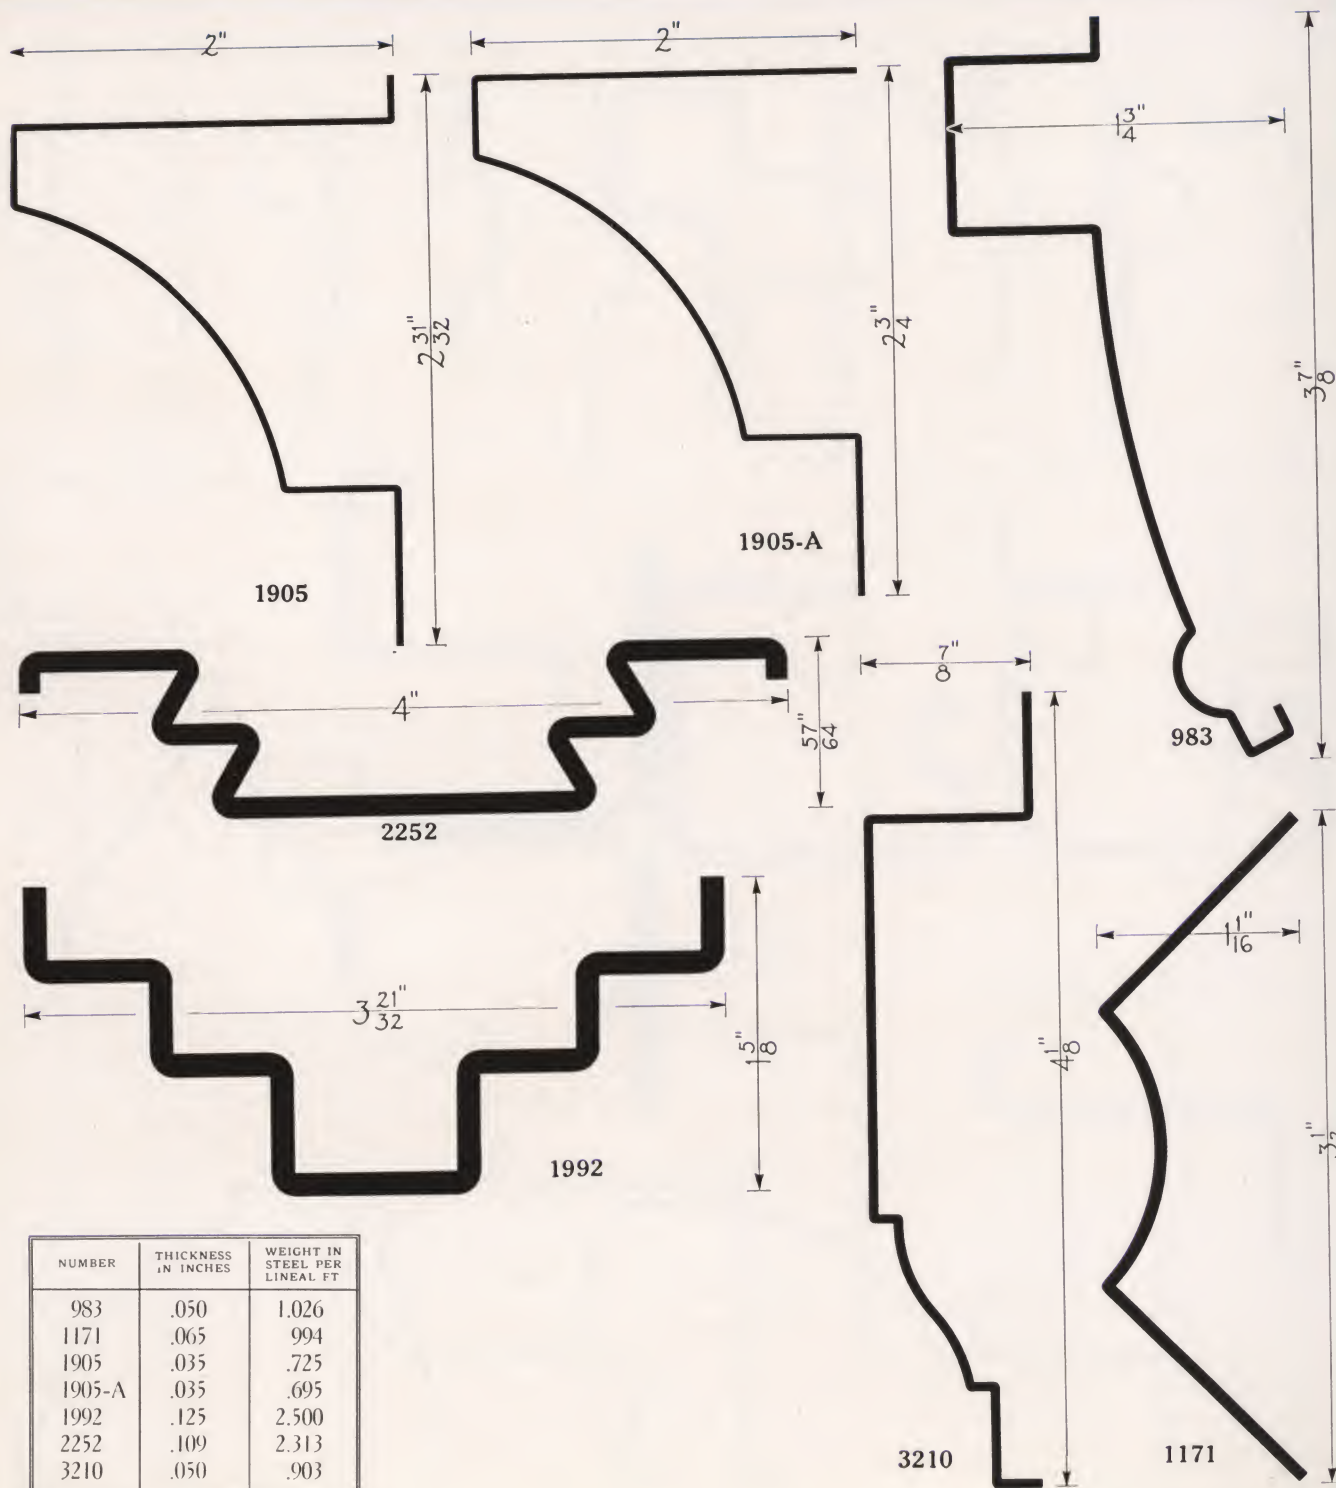 2"
2"
1 3/4"
2 31/32"
2 3/4"
3 7/8"
1905
1905-A
983
4"
57/64"
7/8"
2252
3 21/32"
1 5/8"
4 1/8"
1 1/16"
1992
3210
1171
NUMBER THICKNESS IN INCHES WEIGHT IN STEEL PER LINEAL FT
983 .050 1.026
1171 .065 994
1905 .035 .725
1905-A .035 .695
1992 .125 2.500
2252 .109 2.313
3210 .050 .903